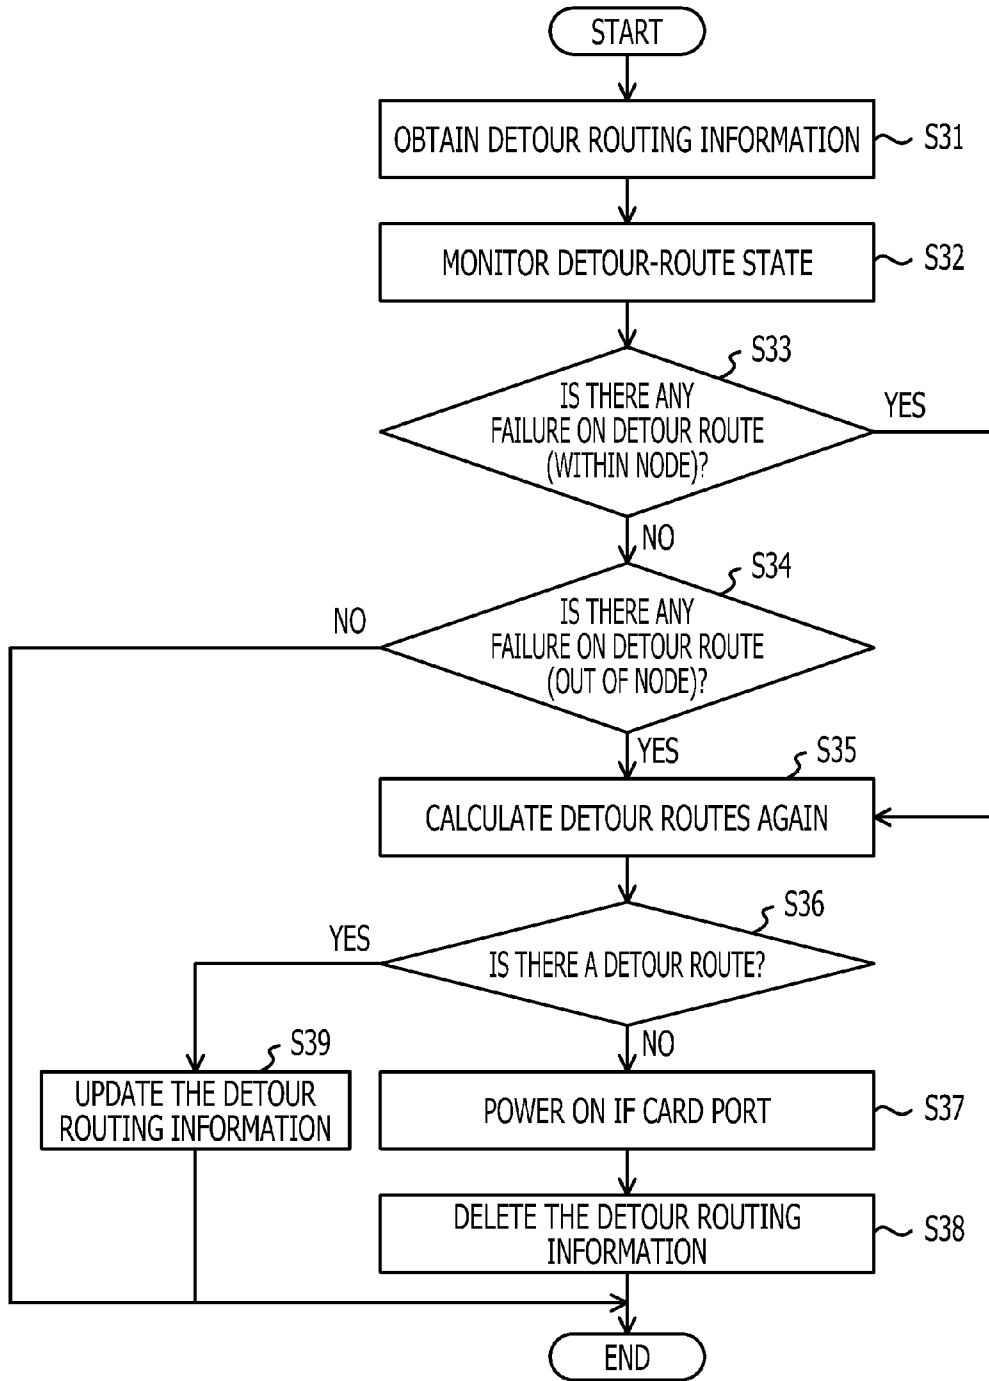 START
OBTAIN DETOUR ROUTING INFORMATION
S31
MONITOR DETOUR-ROUTE STATE
S32
S33
IS THERE ANY
FAILURE ON DETOUR ROUTE
(WITHIN NODE)?
YES
NO
S34
IS THERE ANY
FAILURE ON DETOUR ROUTE
(OUT OF NODE)?
NO
YES
S35
CALCULATE DETOUR ROUTES AGAIN
S36
IS THERE A DETOUR ROUTE?
YES
NO
S39
UPDATE THE DETOUR
ROUTING INFORMATION
POWER ON IF CARD PORT
S37
DELETE THE DETOUR ROUTING
INFORMATION
S38
END